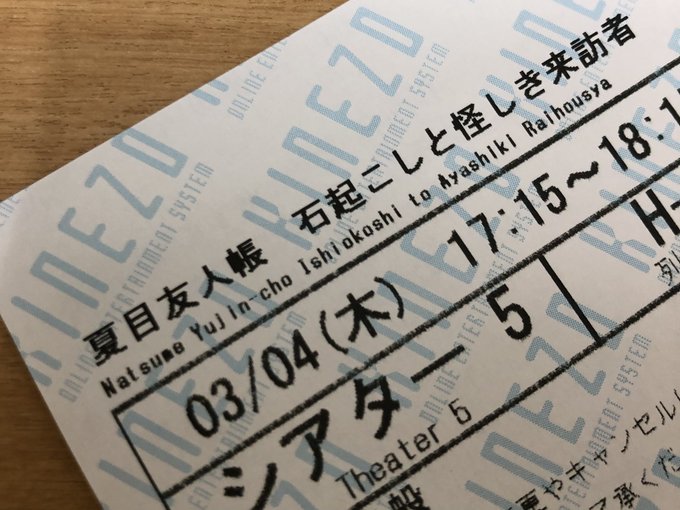 夏目友人帳 石起こしと怪しき来訪者
Natsume Yujin-cho Ishiokoshi to Ayashiki Raihousya
03/04(木) 17:15～18:1
シアター 5
Theater 5
H-
KINEZO
ONLINE ENTERTAINMENT SYSTEM